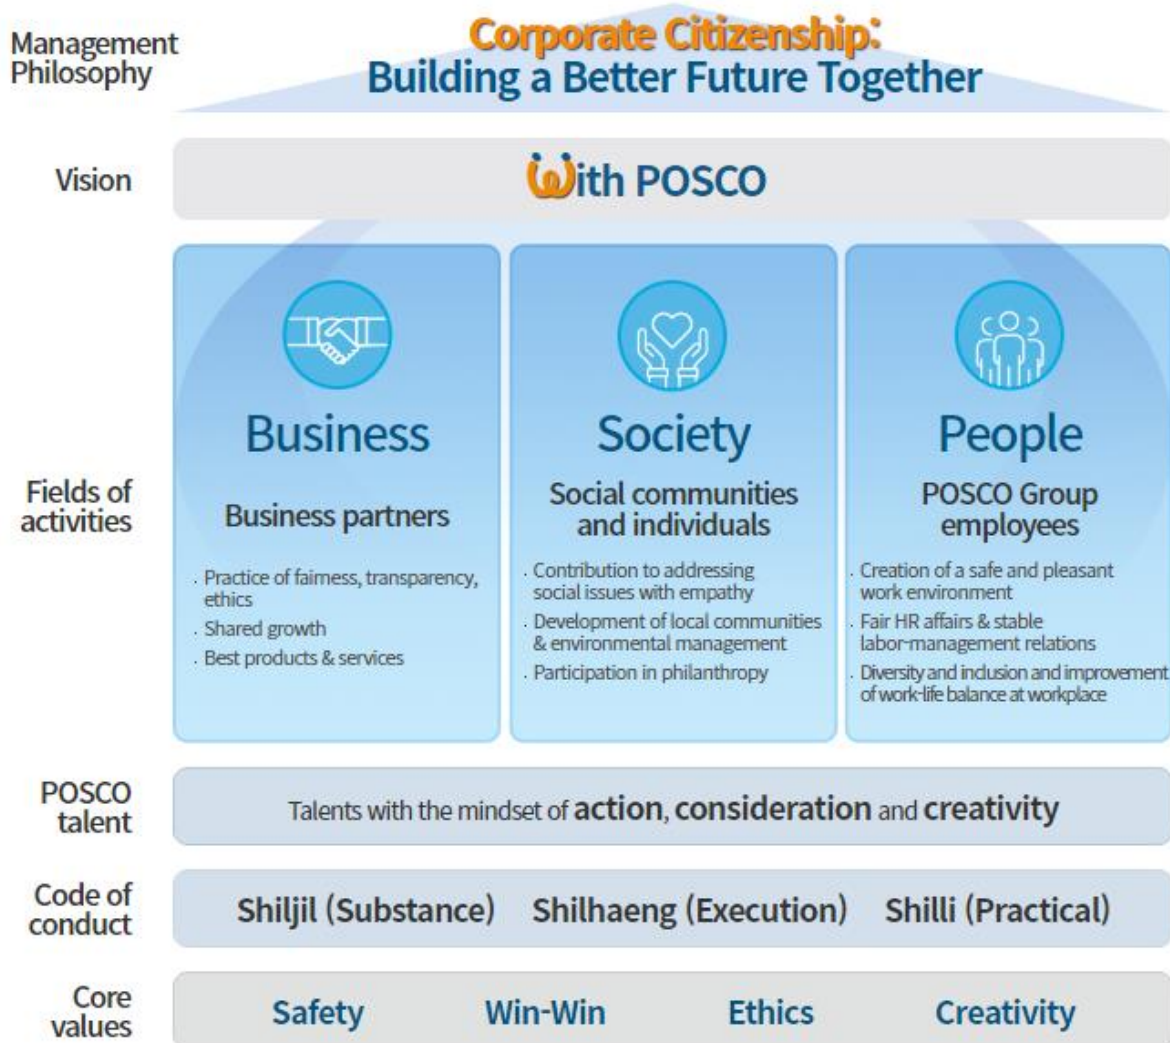 Management
Philosophy
Corporate Citizenship:
Building a Better Future Together
Vision
With POSCO
Fields of
activities
Business
Business partners
. Practice of fairness, transparency,
ethics
. Shared growth
. Best products & services
Society
Social communities
and individuals
. Contribution to addressing
social issues with empathy
. Development of local communities
& environmental management
. Participation in philanthropy
People
POSCO Group
employees
. Creation of a safe and pleasant
work environment
. Fair HR affairs & stable
labor-management relations
. Diversity and inclusion and improvement
of work-life balance at workplace
POSCO
talent
Talents with the mindset of action, consideration and creativity
Code of
conduct
Shiljil (Substance) Shilhaeng (Execution) Shilli (Practical)
Core
values
Safety Win-Win Ethics Creativity